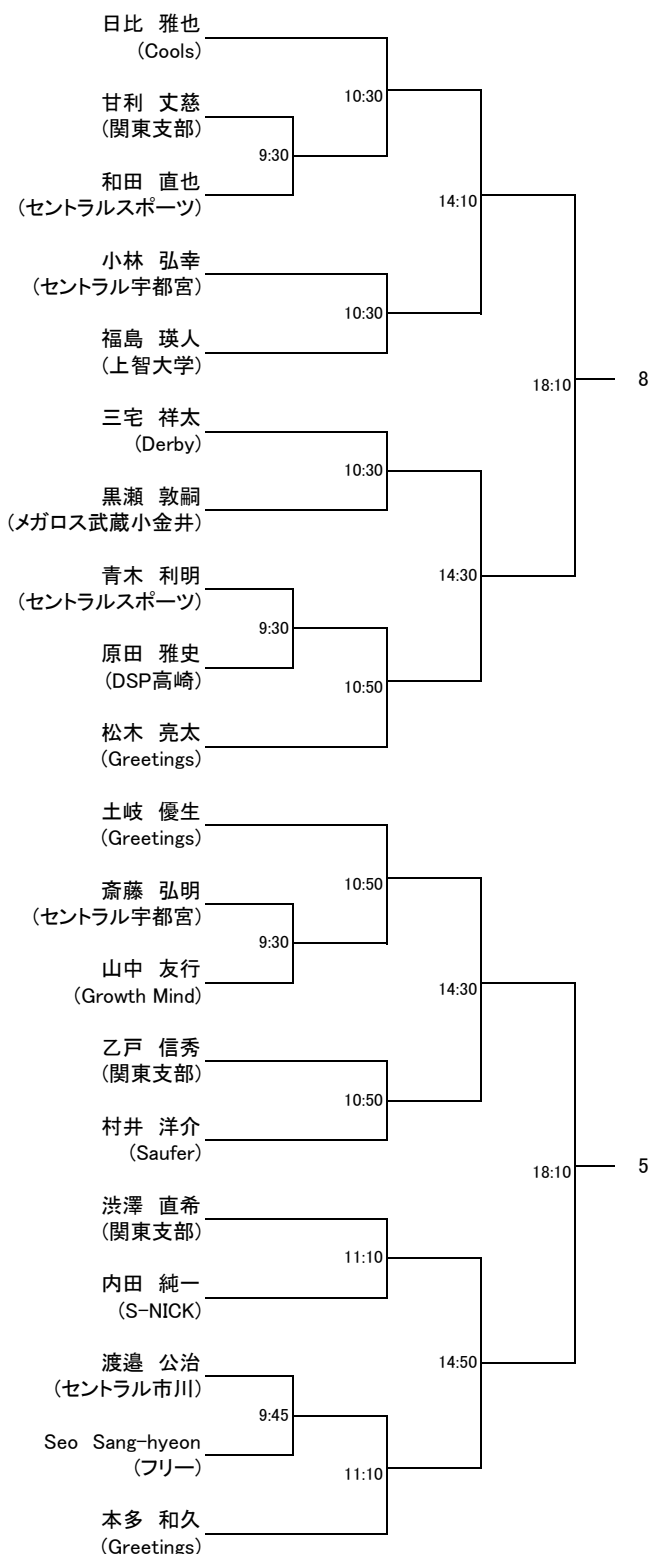 日比　雅也
(Cools)
10:30
甘利　丈慈
(関東支部)
9:30
和田　直也
(セントラルスポーツ)
14:10
小林　弘幸
(セントラル宇都宮)
10:30
福島　瑛人
(上智大学)
18:10
8
三宅　祥太
(Derby)
10:30
黒瀬　敦嗣
(メガロス武蔵小金井)
青木　利明
(セントラルスポーツ)
14:30
9:30
原田　雅史
(DSP高崎)
10:50
松木　亮太
(Greetings)
土岐　優生
(Greetings)
10:50
斎藤　弘明
(セントラル宇都宮)
9:30
山中　友行
(Growth Mind)
14:30
乙戸　信秀
(関東支部)
10:50
村井　洋介
(Saufer)
18:10
5
渋澤　直希
(関東支部)
11:10
内田　純一
(S-NICK)
渡邉　公治
(セントラル市川)
14:50
9:45
Seo　Sang-hyeon
(フリー)
11:10
本多　和久
(Greetings)